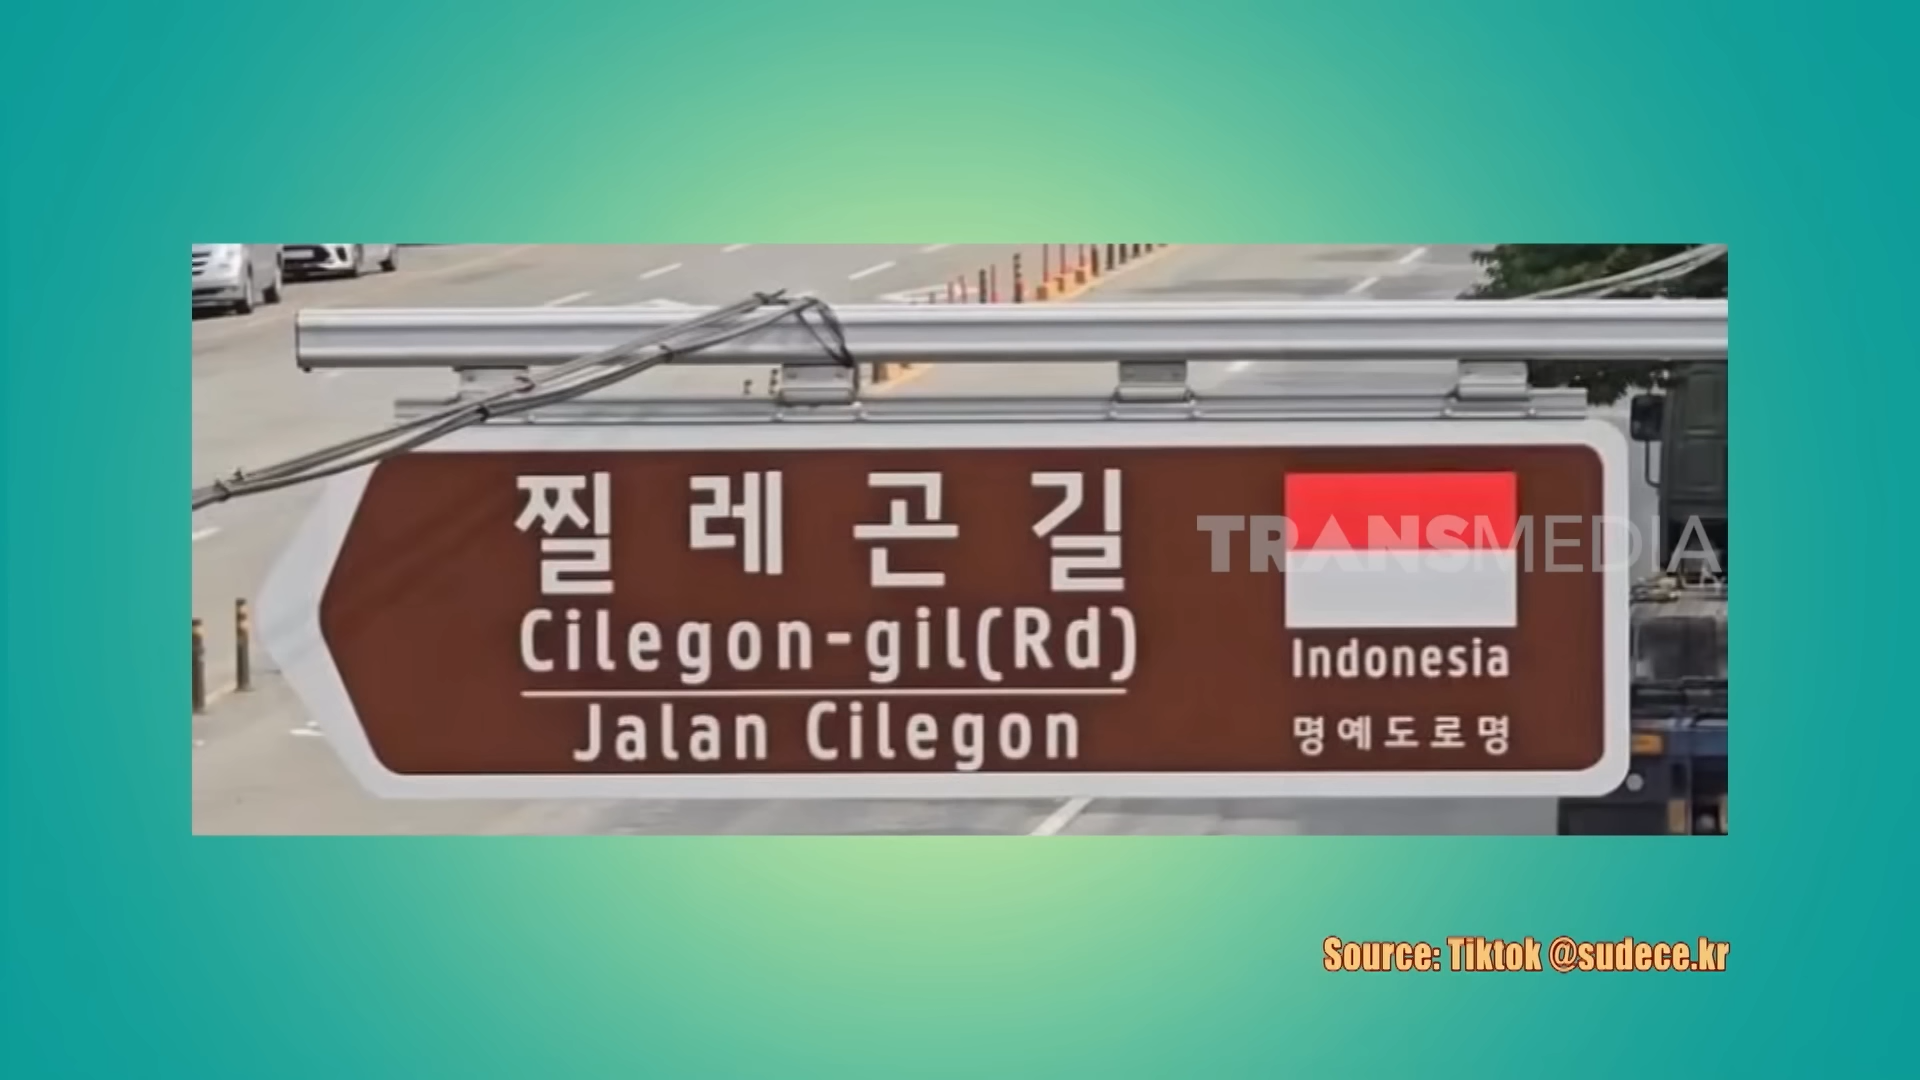 찔레곤길
Cilegon-gil(Rd)
Jalan Cilegon
Indonesia
명예도로명
TRANSMEDIA
Source: Tiktok @sudece.kr